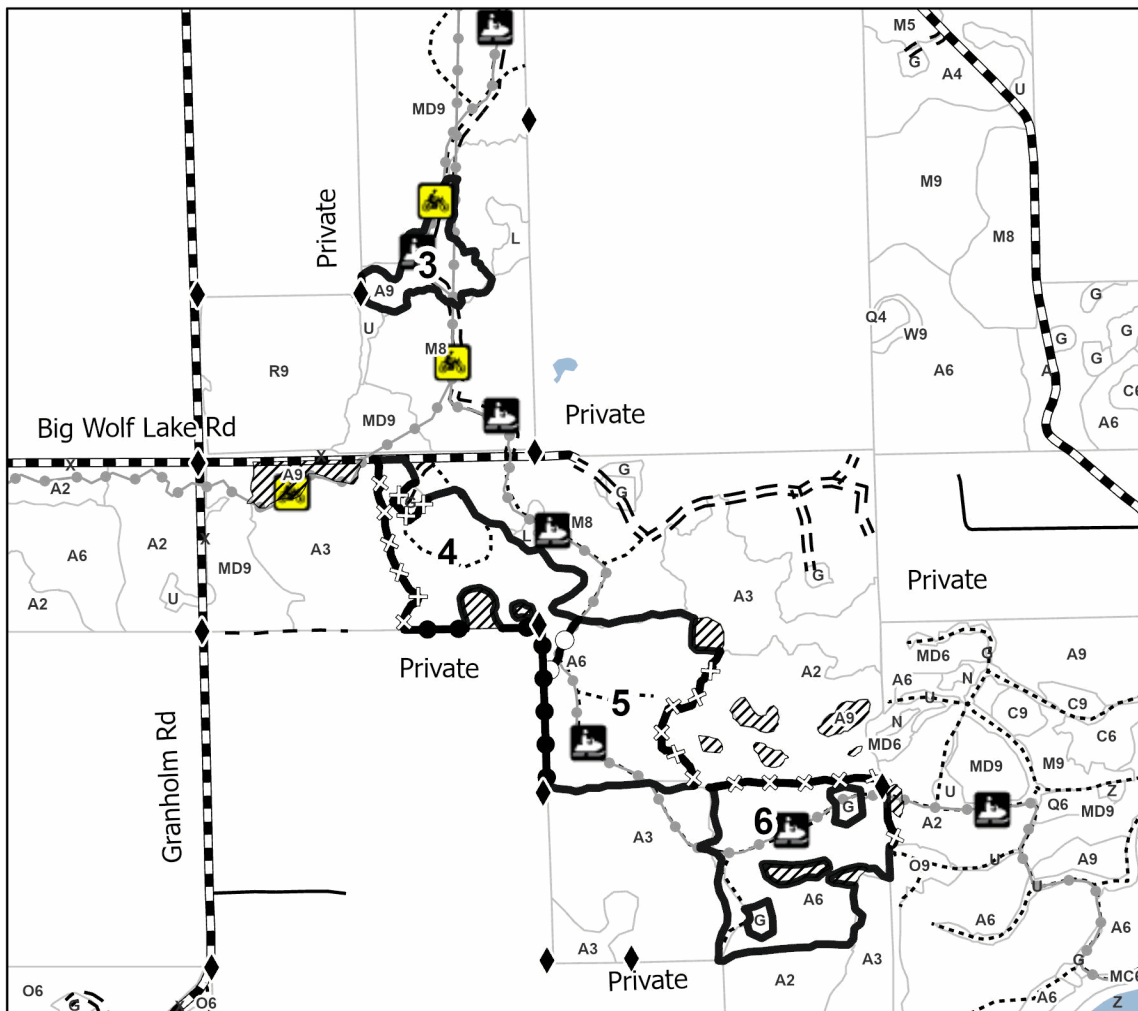 M5
G
A4
U
MD9
M9
Private
L
M8
3
A9
G
U
Q4
W9
G
G
M8
G
R9
A6
A
C6
MD9
Private
A6
Big Wolf Lake Rd
X
X
A9
G
A2
G
M8
L
X
4
A6
A2
A3
MD9
G
Private
U
A3
A2
Private
A6
MD6
G
A9
A2
A6
N
5
U
C9
C9
A9
N
MD6
C6
Granholm Rd
MD9
M9
U
Z
G
6
Q6
MD9
A2
A3
U
A9
O9
U
A6
G
A6
A6
A3
A3
G
Private
A2
MC6
O6
G
X
O6
A6
Z